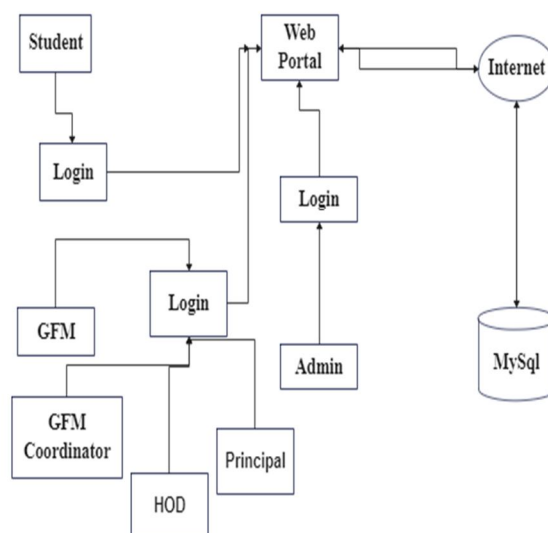 Student
Web
Portal
Internet
Login
Login
Login
GFM
Admin
MySql
GFM
Coordinator
Principal
HOD